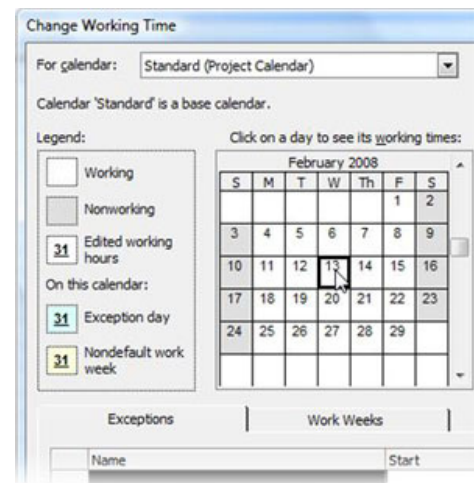 Change Working Time
For calendar: Standard (Project Calendar)
Calendar 'Standard' is a base calendar.
Legend:
Click on a day to see its working times:
Working
Nonworking
31 Edited working hours
On this calendar:
31 Exception day
31 Nondefault work week
February 2008
S M T W Th F S
1 2
3 4 5 6 7 8 9
10 11 12 13 14 15 16
17 18 19 20 21 22 23
24 25 26 27 28 29
Exceptions Work Weeks
Name Start